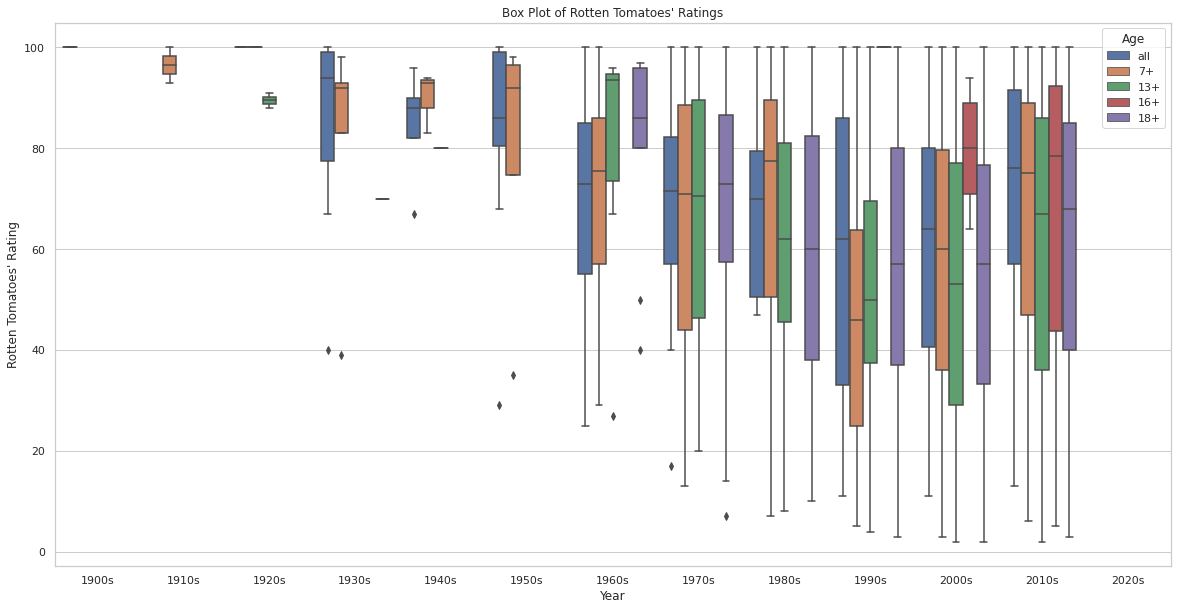 Box Plot of Rotten Tomatoes' Ratings
Age
all
7+
13+
16+
18+
100
80
60
40
20
0
Rotten Tomatoes' Rating
1900s 1910s 1920s 1930s 1940s 1950s 1960s 1970s 1980s 1990s 2000s 2010s 2020s
Year